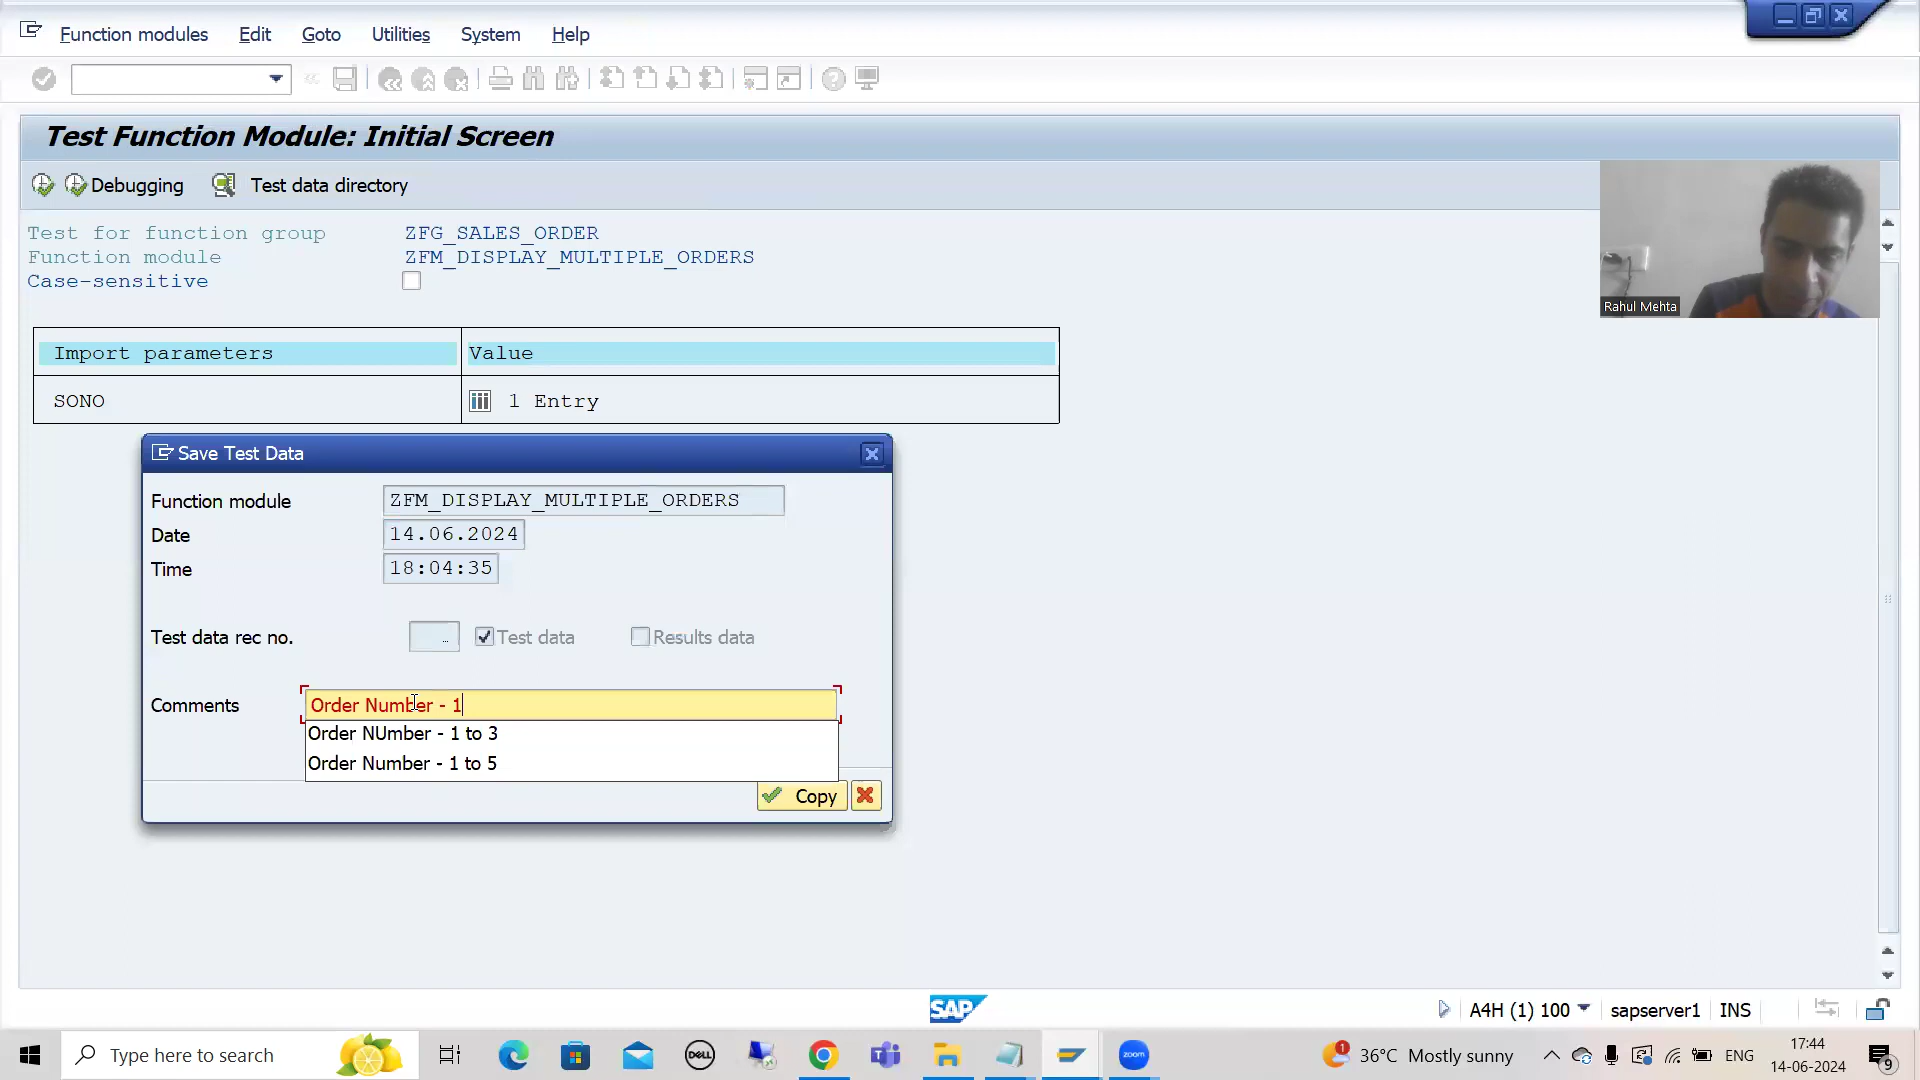 Function modules Edit Goto Utilities System Help
Test Function Module: Initial Screen
Debugging Test data directory
Test for function group ZFG_SALES_ORDER
Function module ZFM_DISPLAY_MULTIPLE_ORDERS
Case-sensitive
Rahul Mehta
Import parameters Value
SONO 1 Entry
Save Test Data
Function module ZFM_DISPLAY_MULTIPLE_ORDERS
Date 14.06.2024
Time 18:04:35
Test data rec no. … Test data Results data
Comments Order Number - 1
Order NUmber - 1 to 3
Order Number - 1 to 5
Copy
SAP
A4H (1) 100 sapserver1 INS
Type here to search
DELL
zoom
1
36°C Mostly sunny
ENG
17:44
14-06-2024
9